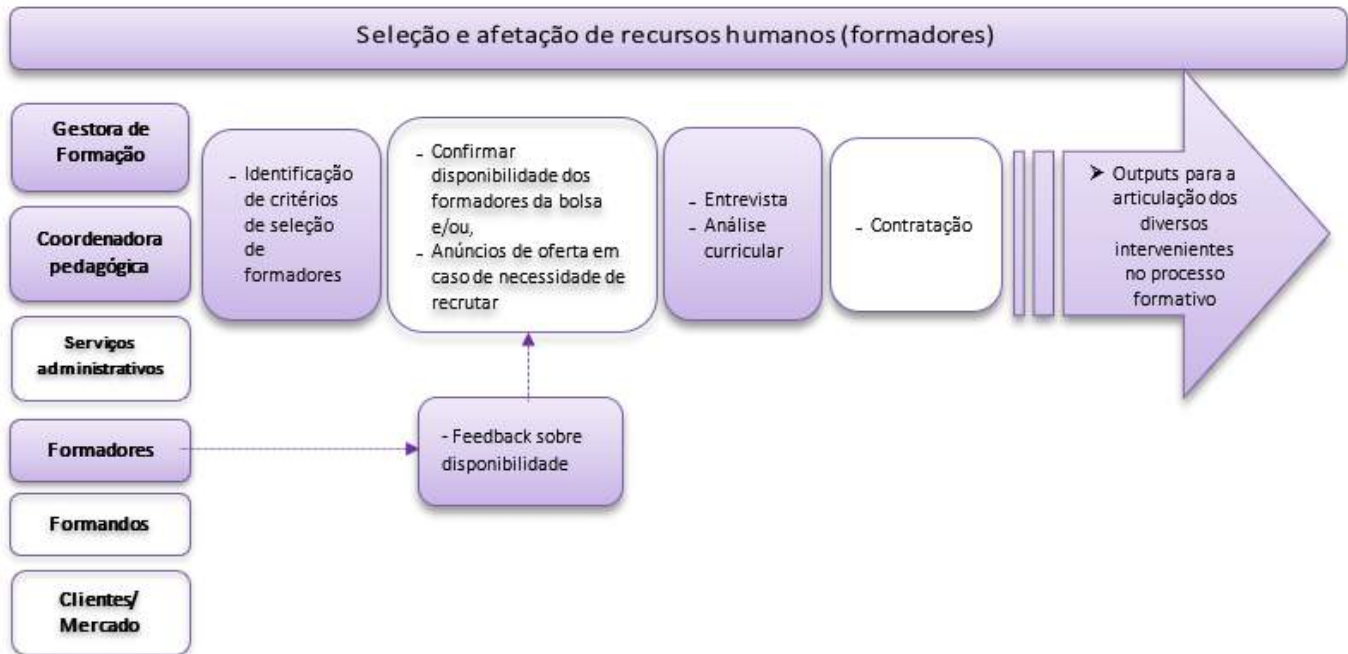 Seleção e afetação de recursos humanos (formadores)
Gestora de
Formação
Coordenadora
pedagógica
Serviços
administrativos
Formadores
Formandos
Clientes/
Mercado
- Identificação
de critérios
de seleção
de
formadores
- Confirmar
disponibilidade dos
formadores da bolsa
e/ou,
- Anúncios de oferta em
caso de necessidade de
recrutar
- Feedback sobre
disponibilidade
- Entrevista
- Análise
curricular
- Contratação
➤ Outputs para a
articulação dos
diversos
intervenientes
no processo
formativo